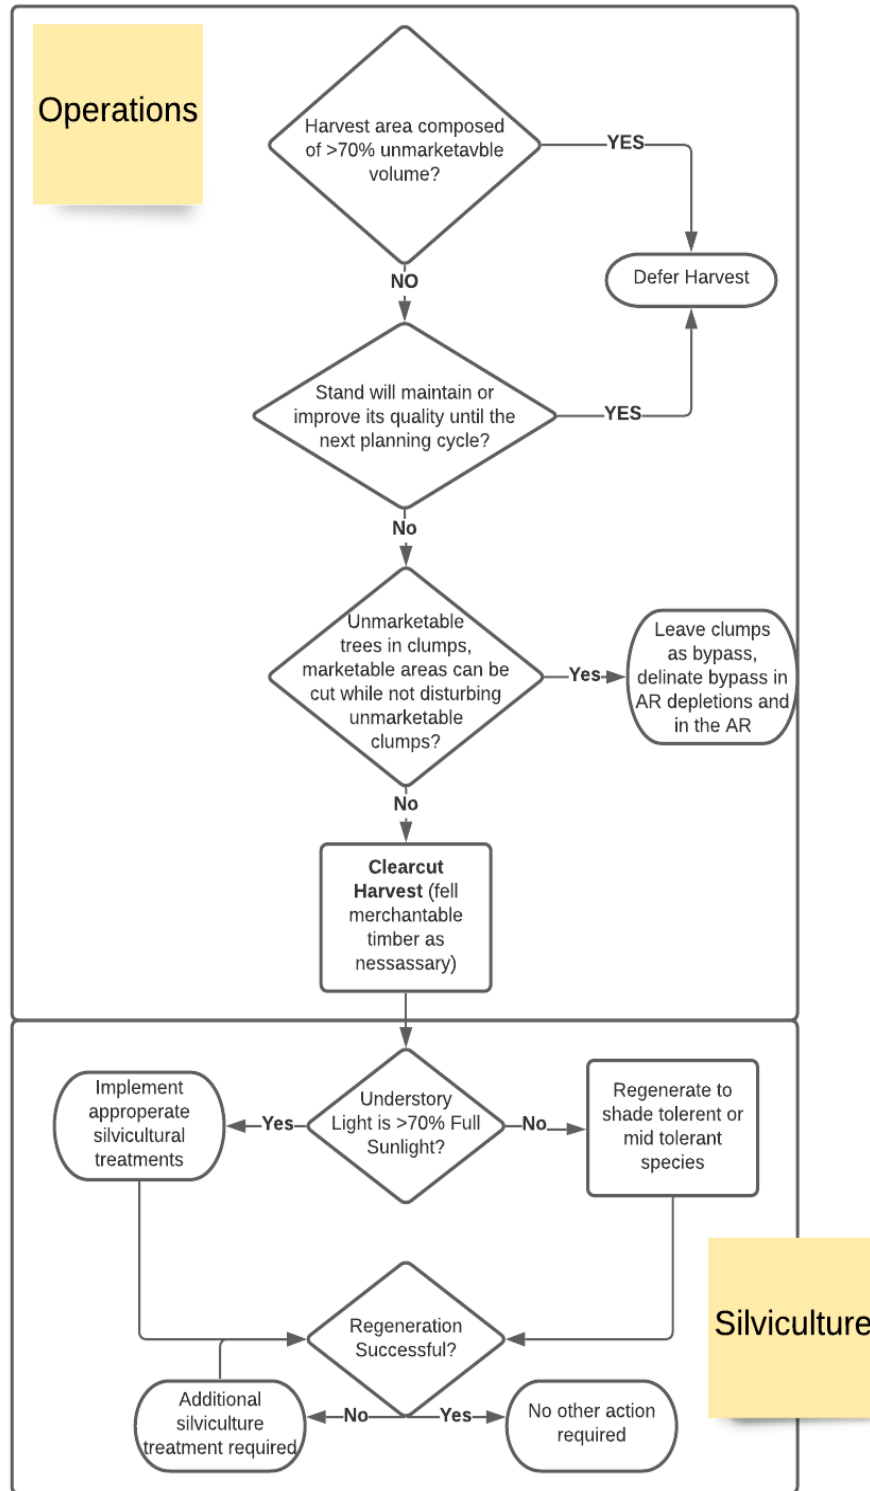 Operations
Harvest area composed
of >70% unmarketavble
volume?
YES
Defer Harvest
NO
Stand will maintain or
improve its quality until the
next planning cycle?
YES
No
Unmarketable
trees in clumps,
marketable areas can be
cut while not disturbing
unmarketable
clumps?
Yes
Leave clumps
as bypass,
delinate bypass in
AR depletions and
in the AR
No
Clearcut
Harvest (fell
merchantable
timber as
nessassary)
Understory
Light is >70% Full
Sunlight?
Yes
Implement
approperate
silvicultural
treatments
No
Regenerate to
shade tolerent or
mid tolerant
species
Silviculture
Regeneration
Successful?
No
Additional
silviculture
treatment required
Yes
No other action
required